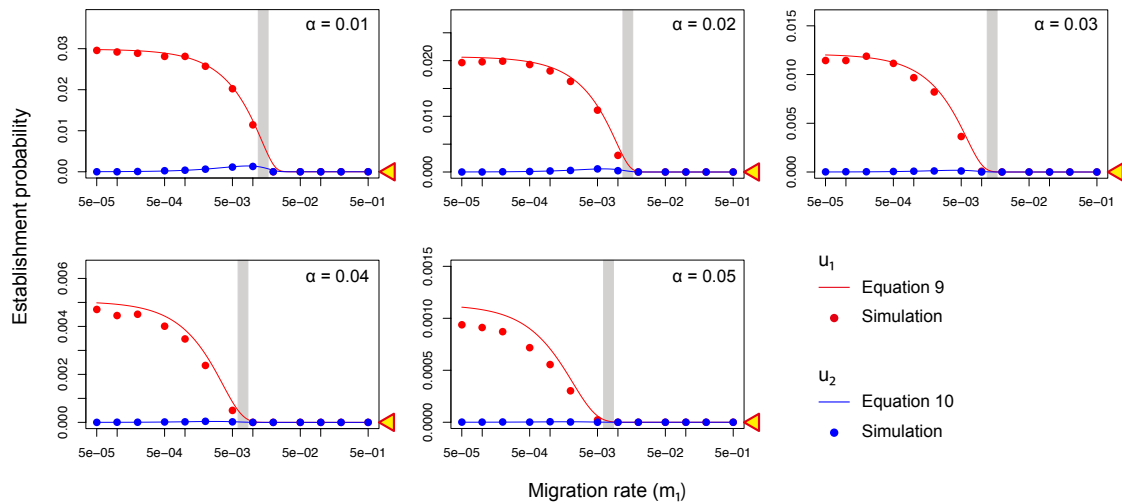 α = 0.01
0.00 0.01 0.02 0.03
5e−05 5e−04 5e−03 5e−02 5e−01
α = 0.02
0.000 0.010 0.020
5e−05 5e−04 5e−03 5e−02 5e−01
α = 0.03
0.000 0.005 0.010 0.015
5e−05 5e−04 5e−03 5e−02 5e−01
α = 0.04
0.000 0.002 0.004 0.006
5e−05 5e−04 5e−03 5e−02 5e−01
α = 0.05
0.0000 0.0005 0.0010 0.0015
5e−05 5e−04 5e−03 5e−02 5e−01
Establishment probability
Migration rate (m₁)
u₁
Equation 9
Simulation
u₂
Equation 10
Simulation